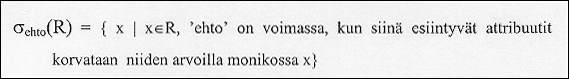 σehto(R) = { x | x∈R, 'ehto' on voimassa, kun siinä esiintyvät attribuutit
korvataan niiden arvoilla monikossa x}